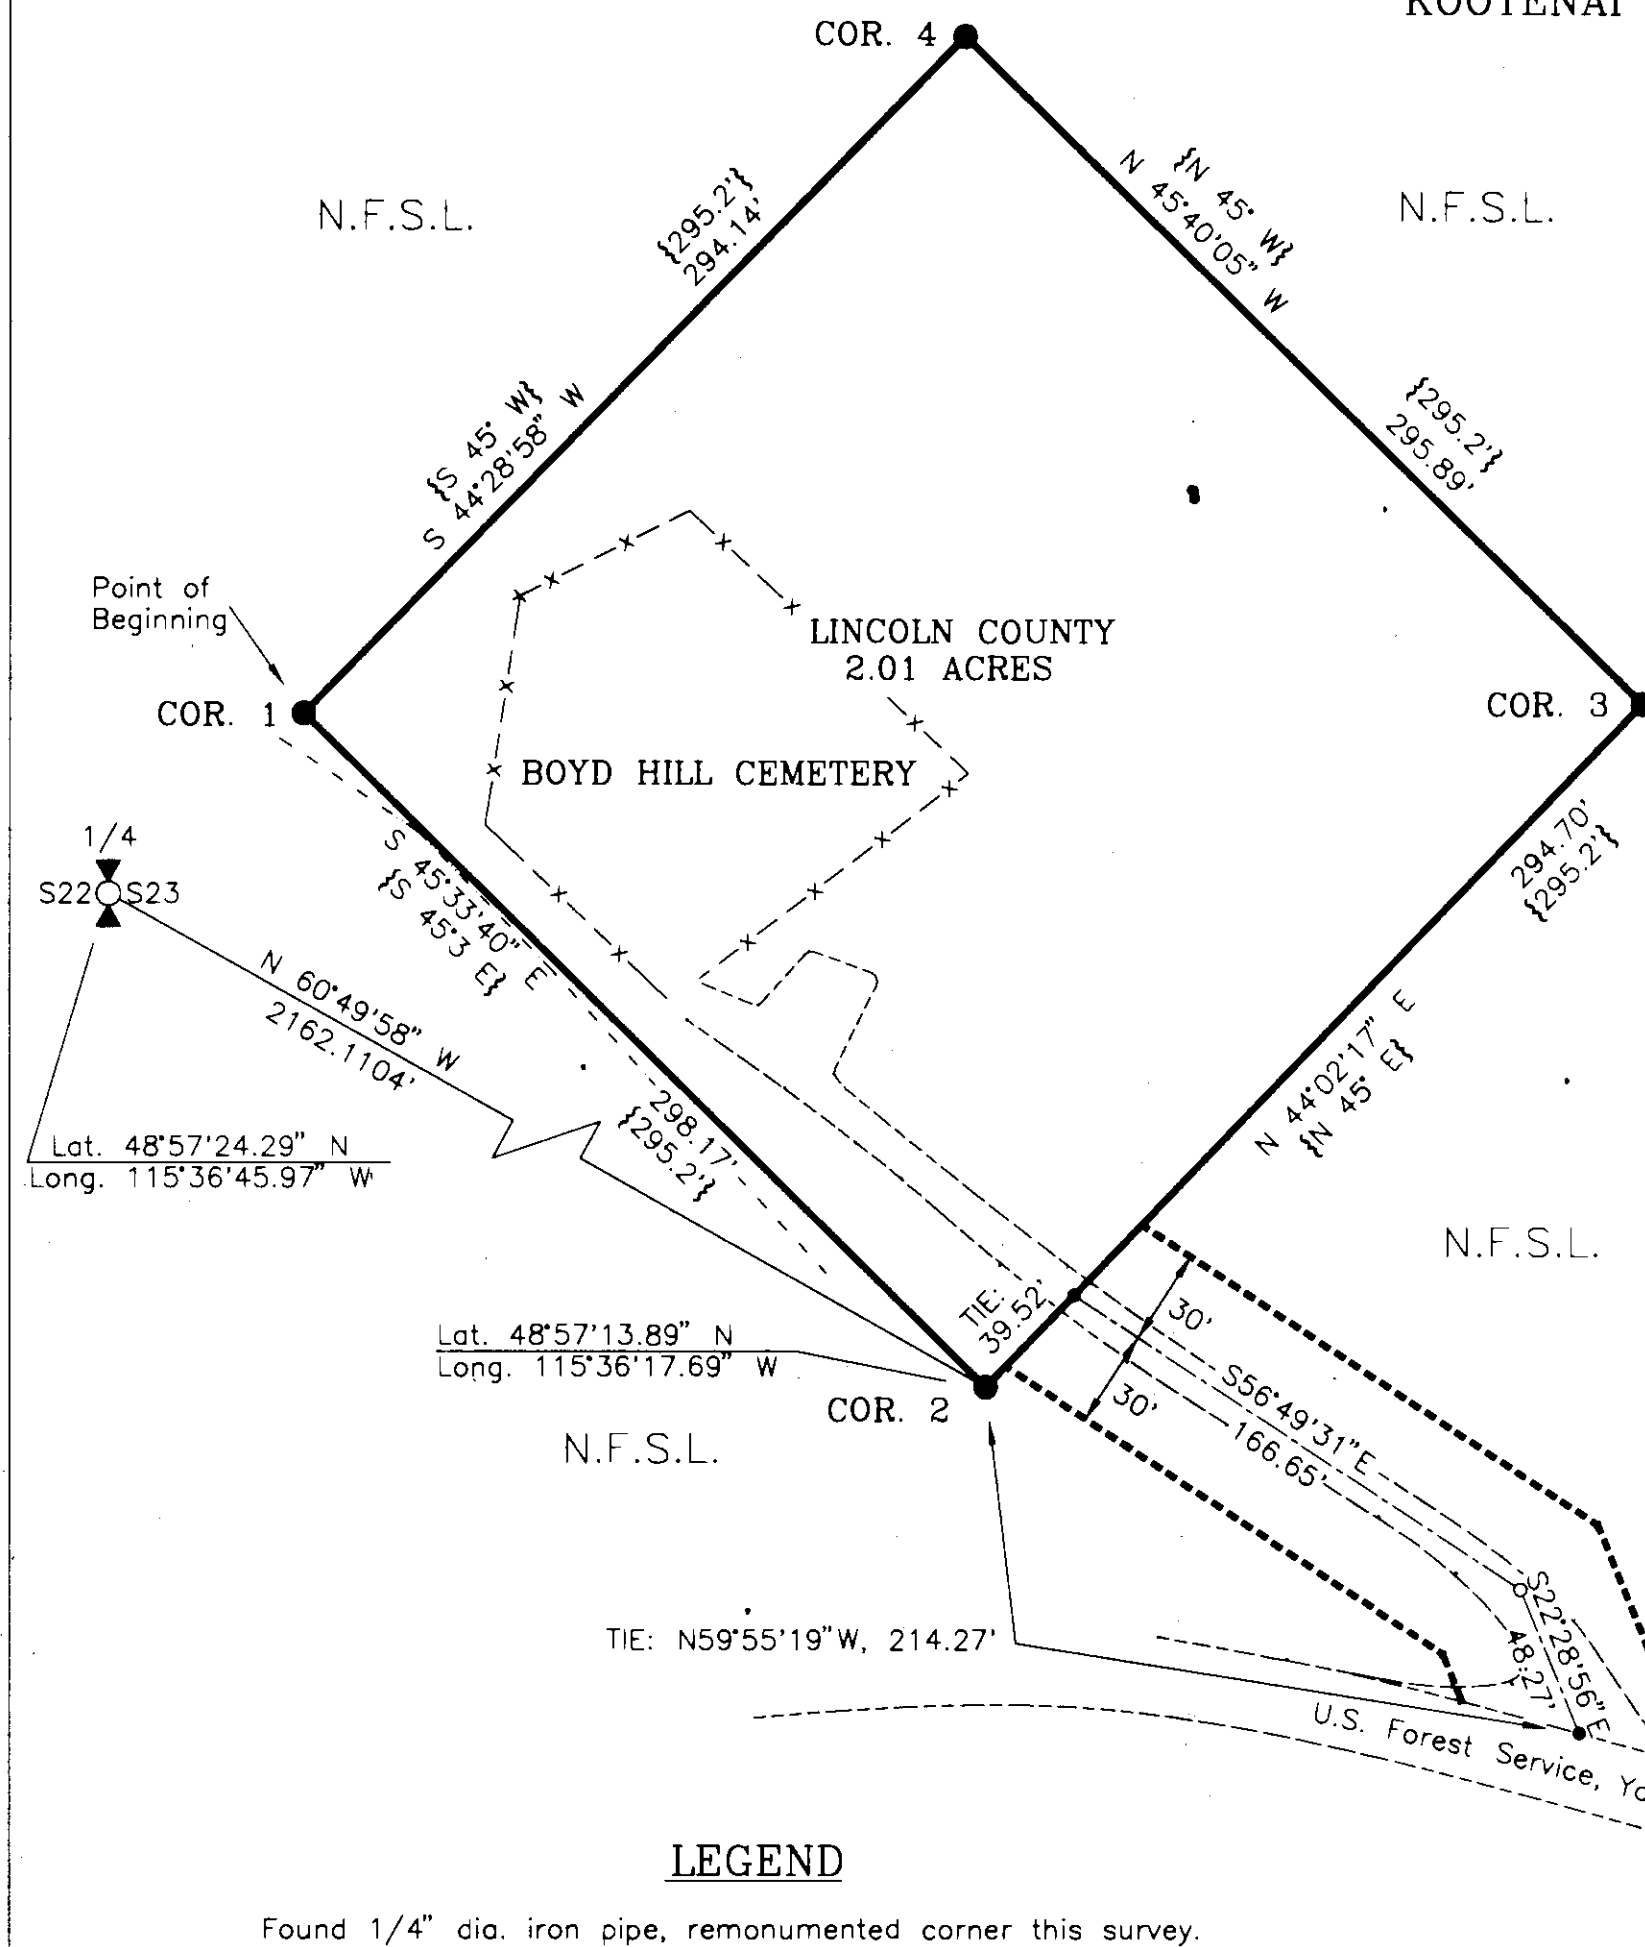 COR. 4
N.F.S.L.
{295.2'}
294.14'
{N 45° W}
N 45°40'05" W
N.F.S.L.
{S 45° W}
S 44°28'58" W
{295.2'}
295.89'
Point of
Beginning
LINCOLN COUNTY
2.01 ACRES
COR. 1
COR. 3
BOYD HILL CEMETERY
1/4
S22 S23
S 45°33'40" E
{S 45°3 E}
294.70'
{295.2'}
N 60°49'58" W
2162.1104'
N 44°02'17" E
{N 45° E}
298.17'
{295.2'}
Lat. 48°57'24.29" N
Long. 115°36'45.97" W
N.F.S.L.
TIE:
39.52'
30'
Lat. 48°57'13.89" N
Long. 115°36'17.69" W
30'
COR. 2
S56°49'31"E
166.65'
N.F.S.L.
S22°28'56"E
48.27'
TIE: N59°55'19"W, 214.27'
U.S. Forest Service,
LEGEND
Found 1/4" dia. iron pipe, remonumented corner this survey.